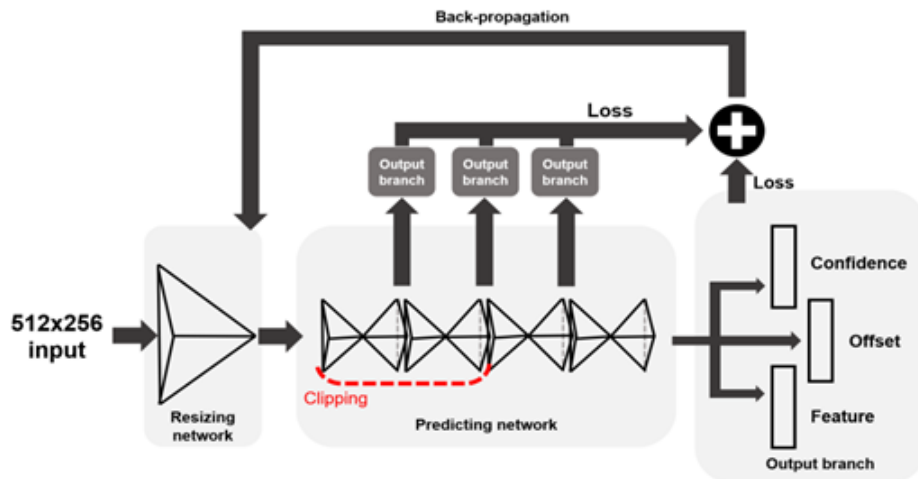 Back-propagation
Loss
Output
branch
Output
branch
Output
branch
Loss
512x256
input
Resizing
network
Clipping
Predicting network
Confidence
Offset
Feature
Output branch